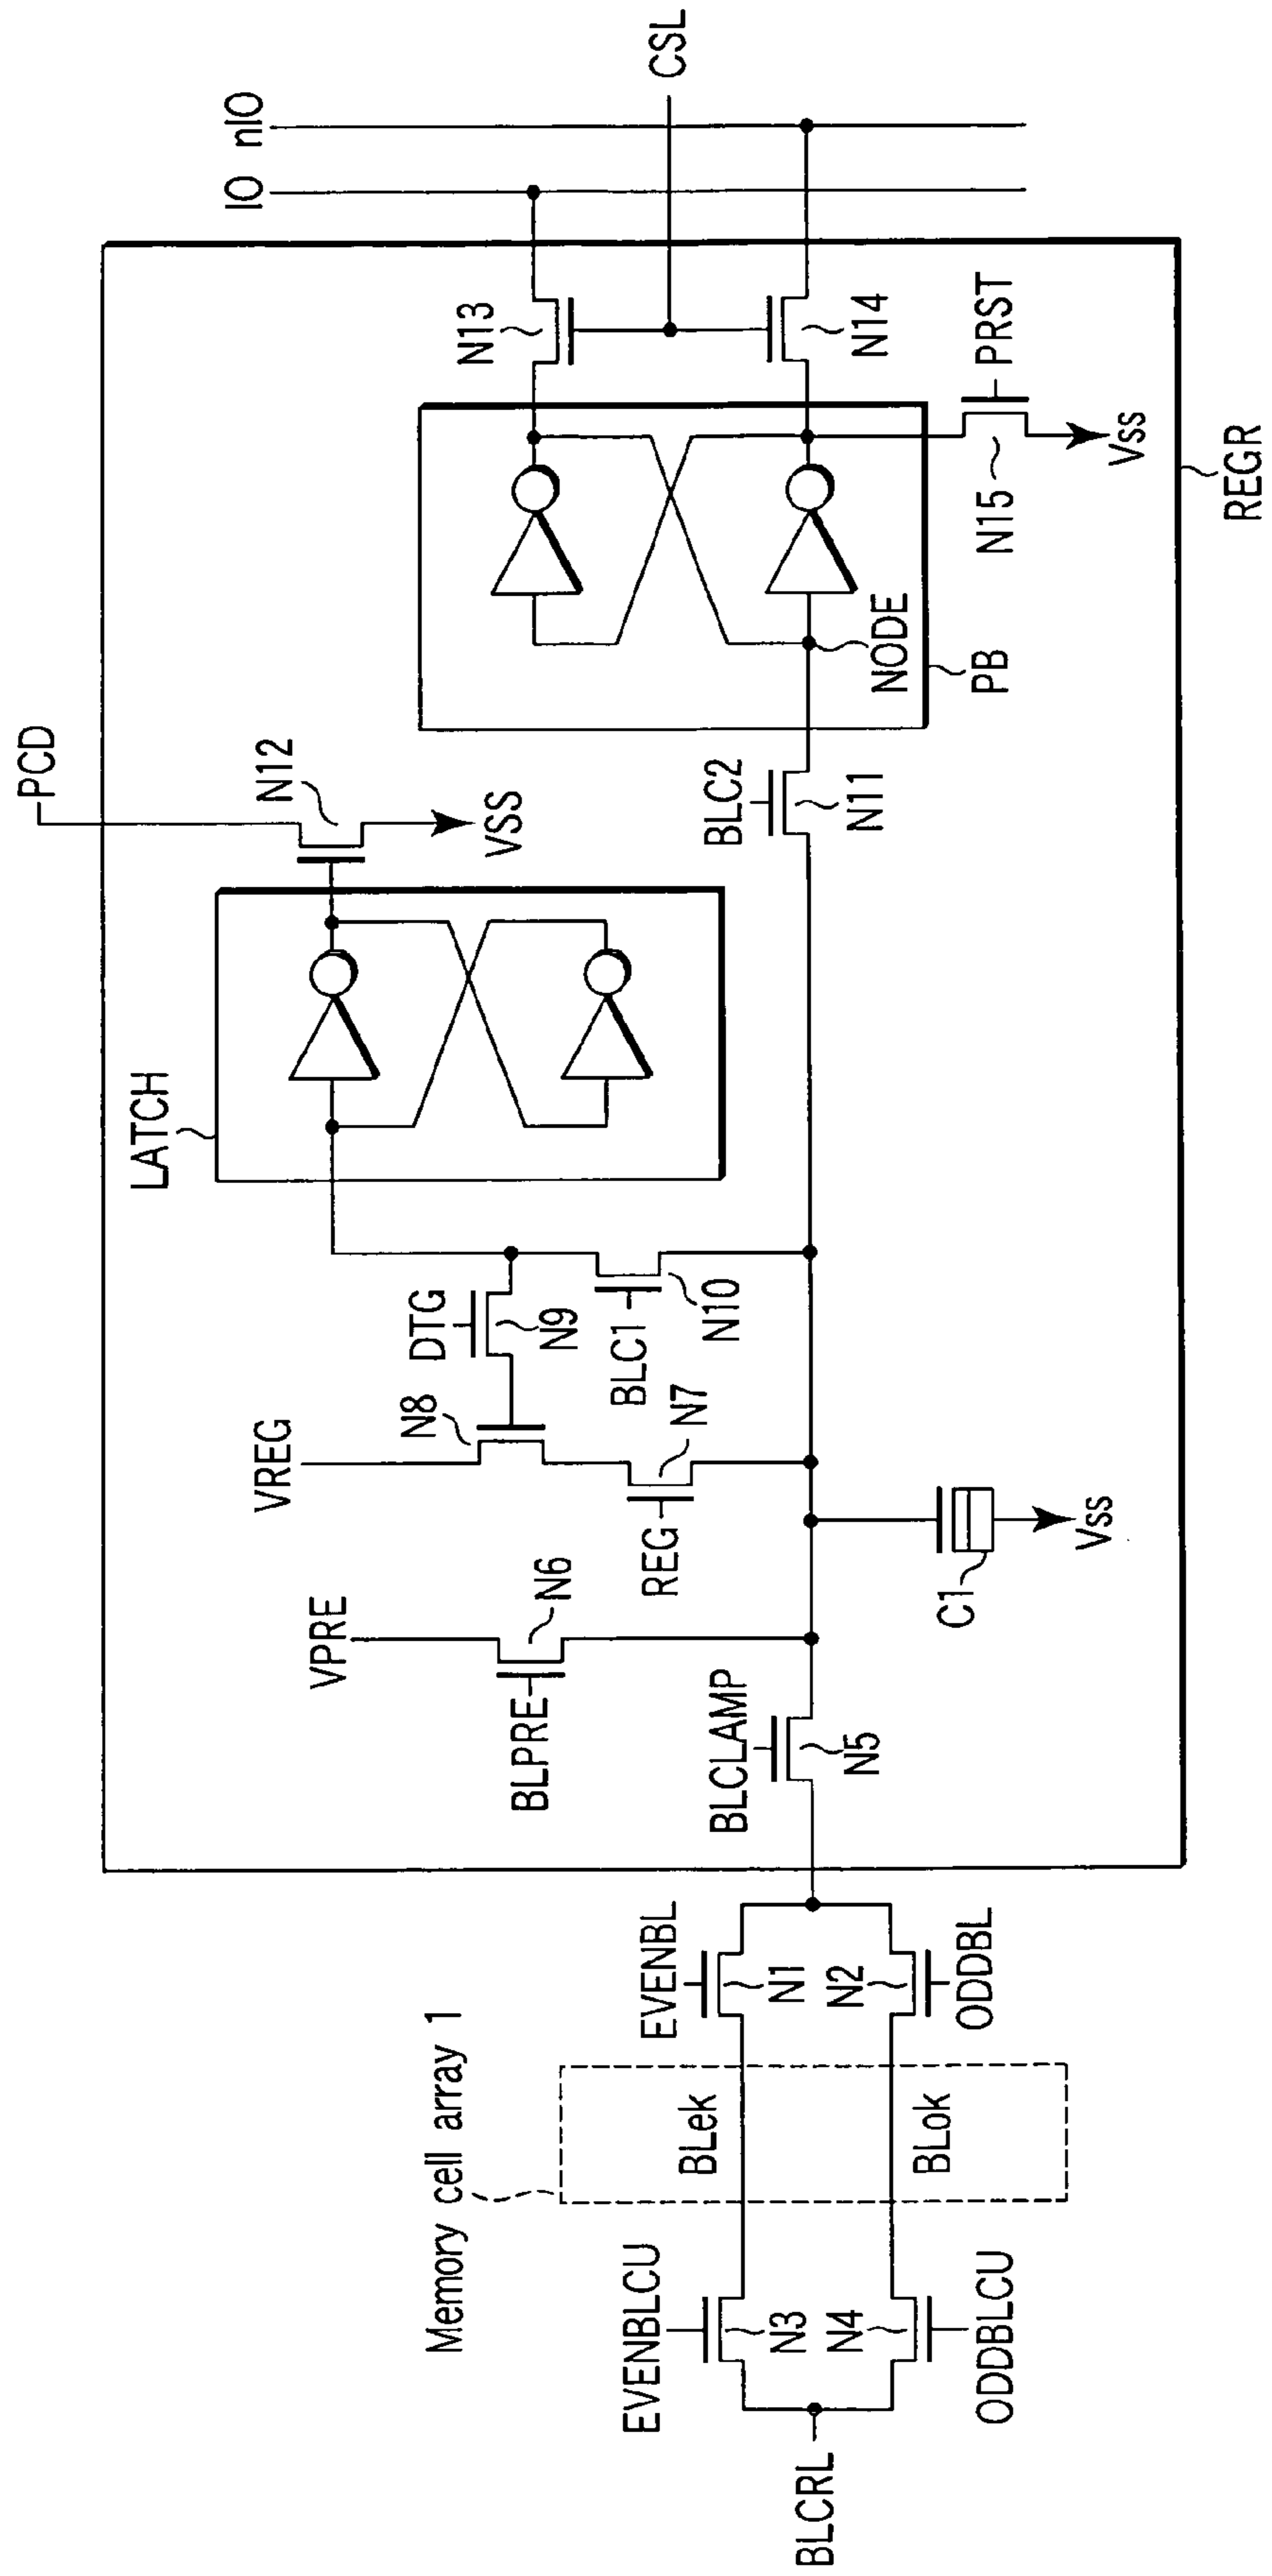 Memory cell array 1
BLCRL
EVENBLCU
N3
N4
ODDBLCU
BLek
BLok
EVENBL
N1
N2
ODDBL
BLCLAMP
N5
VPRE
BLPRE
N6
C1
Vss
VREG
REG
N7
N8
DTG
N9
BLC1
N10
LATCH
PCD
N12
VSS
BLC2
N11
NODE
PB
N13
N14
N15
PRST
Vss
REGR
IO
nIO
CSL